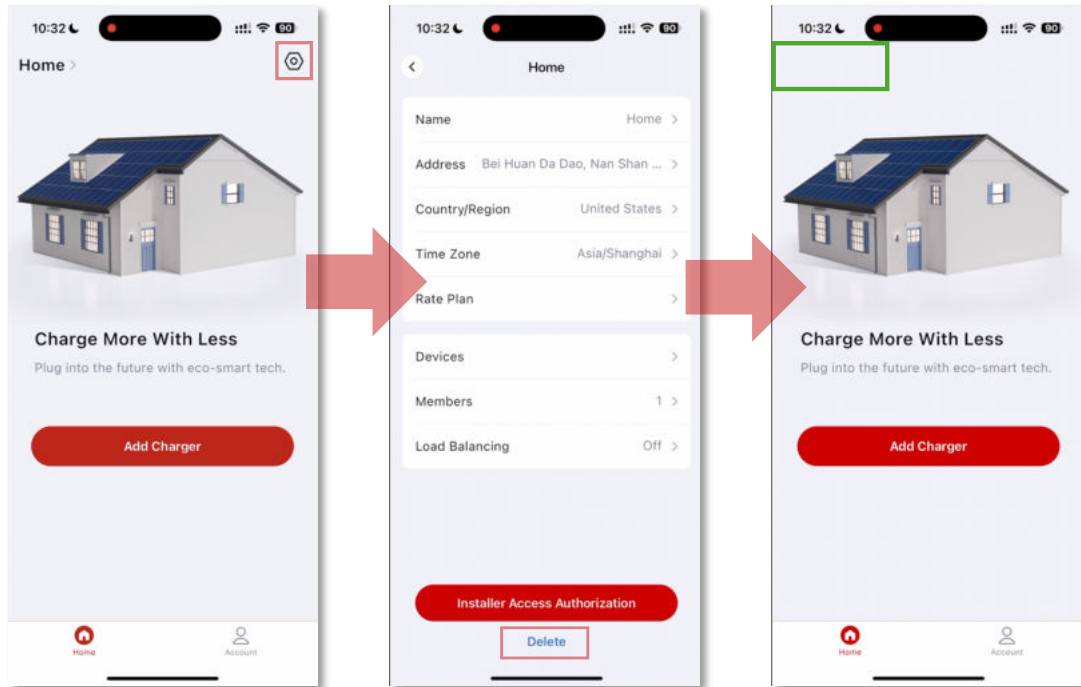 10:32
90
Home >
Charge More With Less
Plug into the future with eco-smart tech.
Add Charger
Home
Account
10:32
90
Home
Name Home >
Address Bei Huan Da Dao, Nan Shan ... >
Country/Region United States >
Time Zone Asia/Shanghai >
Rate Plan >
Devices >
Members 1 >
Load Balancing Off >
Installer Access Authorization
Delete
10:32
90
Charge More With Less
Plug into the future with eco-smart tech.
Add Charger
Home
Account